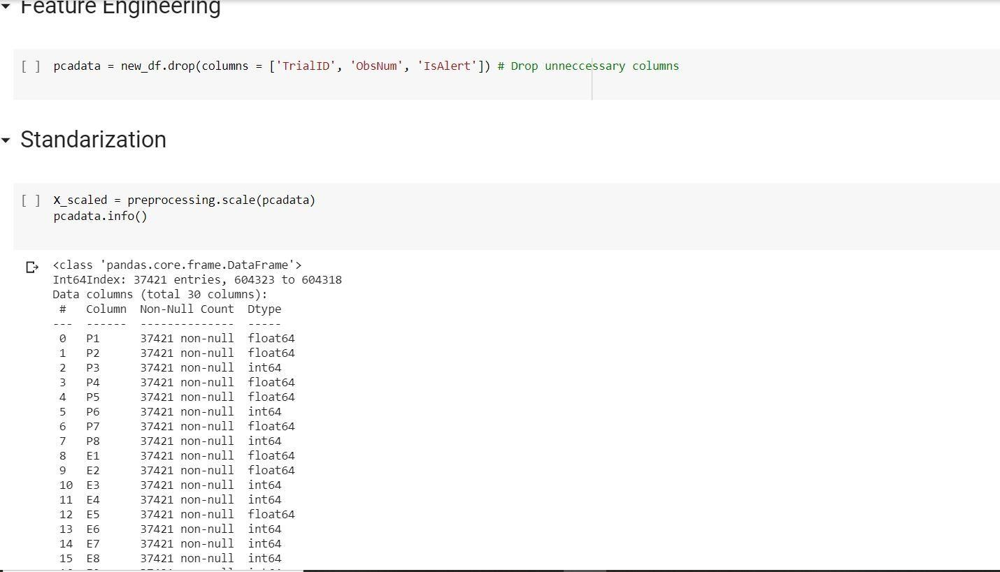 Feature Engineering
[ ] pcadata = new_df.drop(columns = ['TrialID', 'ObsNum', 'IsAlert']) # Drop unneccessary columns
Standarization
[ ] X_scaled = preprocessing.scale(pcadata)
pcadata.info()
<class 'pandas.core.frame.DataFrame'>
Int64Index: 37421 entries, 604323 to 604318
Data columns (total 30 columns):
# Column Non-Null Count Dtype
--- ------ -------------- -----
0 P1 37421 non-null float64
1 P2 37421 non-null float64
2 P3 37421 non-null int64
3 P4 37421 non-null float64
4 P5 37421 non-null float64
5 P6 37421 non-null int64
6 P7 37421 non-null float64
7 P8 37421 non-null int64
8 E1 37421 non-null float64
9 E2 37421 non-null float64
10 E3 37421 non-null int64
11 E4 37421 non-null int64
12 E5 37421 non-null float64
13 E6 37421 non-null int64
14 E7 37421 non-null int64
15 E8 37421 non-null int64